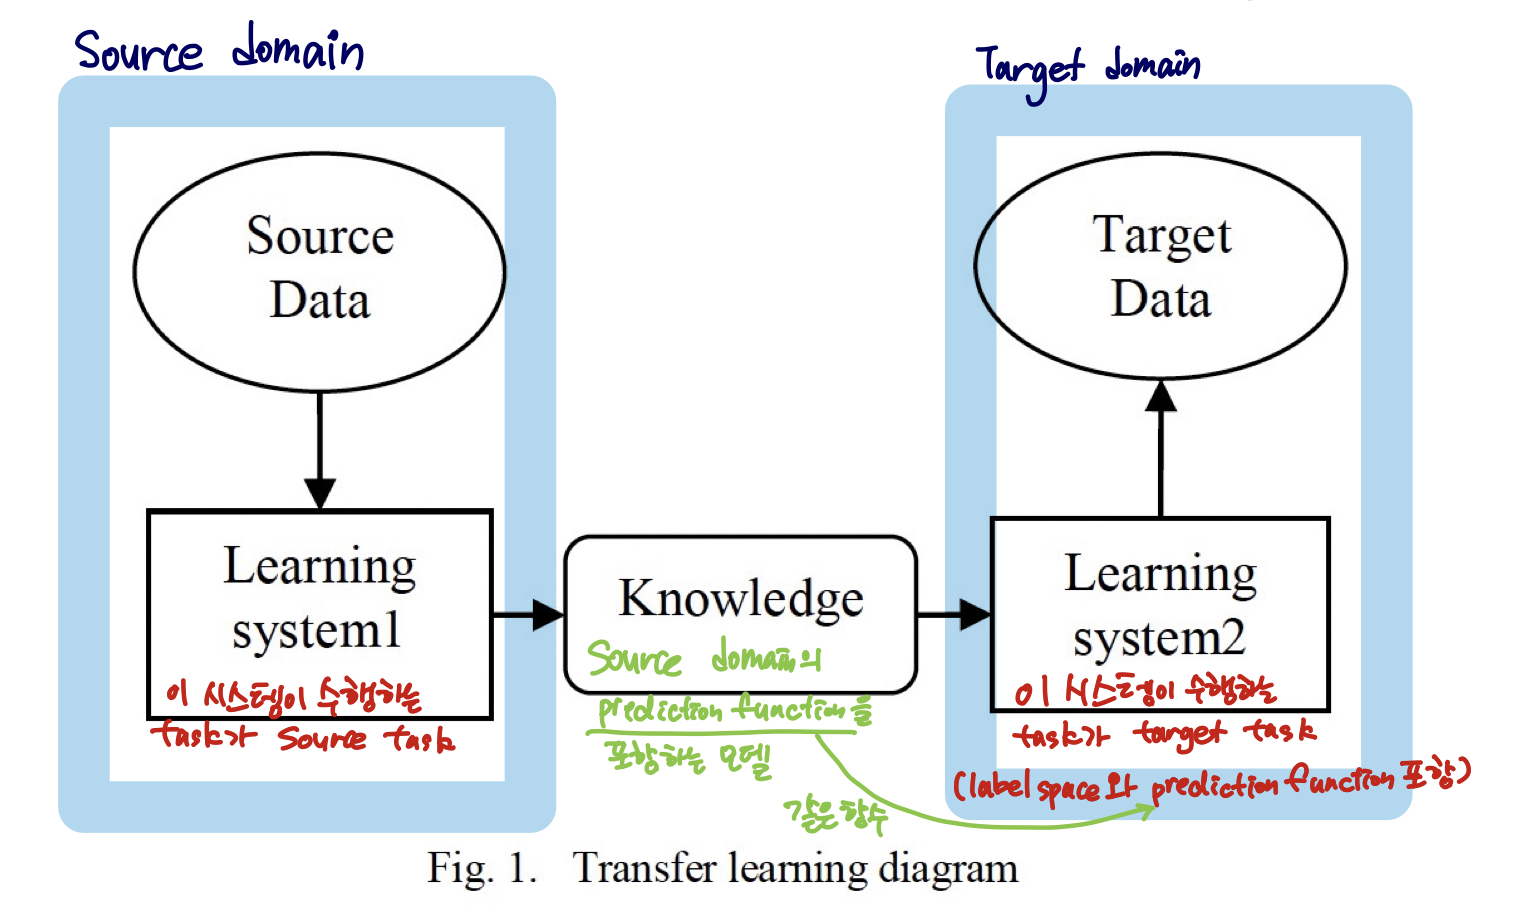 Source domain
Target domain
Source
Data
Target
Data
Learning
system1
이 시스템이 수행하는
task가 source task
Knowledge
Source domain의
prediction function를
포함하는 모델
Learning
system2
이 시스템이 수행하는
task가 target task
(label space와 prediction function 포함)
같은 함수
Fig. 1. Transfer learning diagram